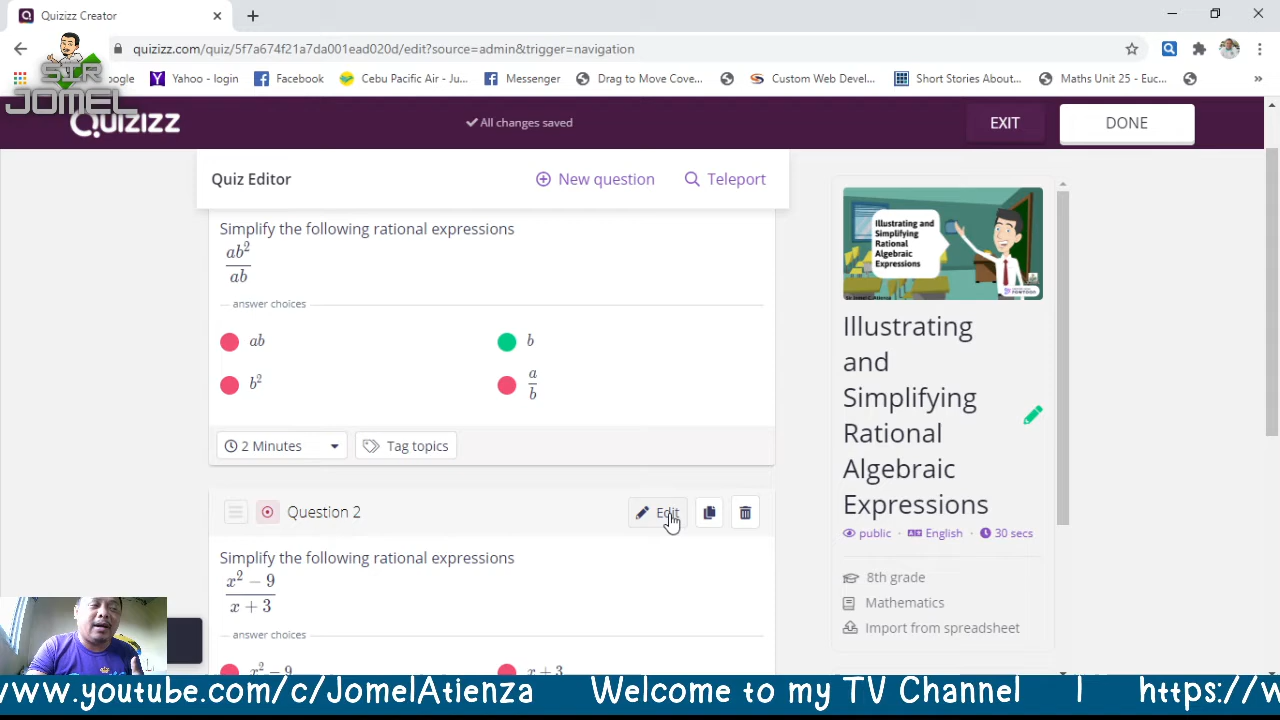 Quizizz Creator
quizizz.com/quiz/5f7a674f21a7da001ead020d/edit?source=admin&trigger=navigation
Yahoo - login
Facebook
Cebu Pacific Air - Ju...
Messenger
Drag to Move Cove...
Custom Web Devel...
Short Stories About...
Maths Unit 25 - Euc...
»
SIR
JOMEL
Quizizz
All changes saved
EXIT
DONE
Quiz Editor
New question
Teleport
Simplify the following rational expressions
ab²
ab
answer choices
ab
b
b²
a
b
2 Minutes
Tag topics
Question 2
Edit
Simplify the following rational expressions
x² − 9
x + 3
answer choices
x² − 9
x + 3
Illustrating and
Simplifying
Rational
Algebraic
Expressions
POWTOON
Illustrating
and
Simplifying
Rational
Algebraic
Expressions
public · English · 30 secs
8th grade
Mathematics
Import from spreadsheet
www.youtube.com/c/JomelAtienza Welcome to my TV Channel | https://w